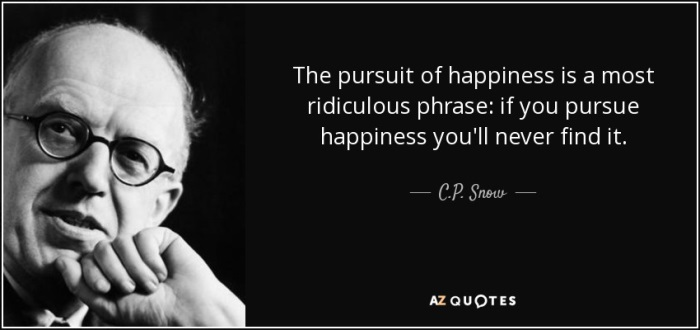 The pursuit of happiness is a most
ridiculous phrase: if you pursue
happiness you'll never find it.
C.P. Snow
AZ QUOTES